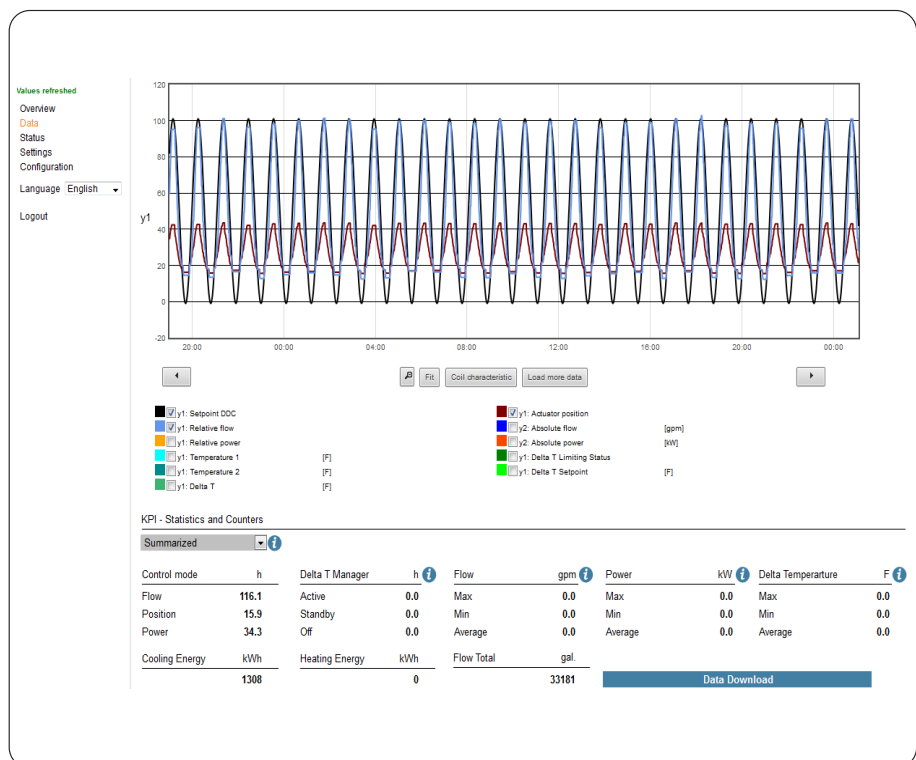 Values refreshed
Overview
Data
Status
Settings
Configuration
Language English
Logout
y1
120
100
80
60
40
20
0
-20
20:00 00:00 04:00 08:00 12:00 16:00 20:00 00:00
Fit Coil characteristic Load more data
y1: Setpoint DDC
y1: Relative flow
y1: Relative power
y1: Temperature 1 [F]
y1: Temperature 2 [F]
y1: Delta T [F]
y1: Actuator position
y2: Absolute flow [gpm]
y2: Absolute power [kW]
y1: Delta T Limiting Status
y1: Delta T Setpoint [F]
KPI - Statistics and Counters
Summarized i
Control mode h
Flow 116.1
Position 15.9
Power 34.3
Delta T Manager h i
Active 0.0
Standby 0.0
Off 0.0
Flow gpm i
Max 0.0
Min 0.0
Average 0.0
Power kW i
Max 0.0
Min 0.0
Average 0.0
Delta Temperarture F i
Max 0.0
Min 0.0
Average 0.0
Cooling Energy kWh
1308
Heating Energy kWh
0
Flow Total gal.
33181
Data Download